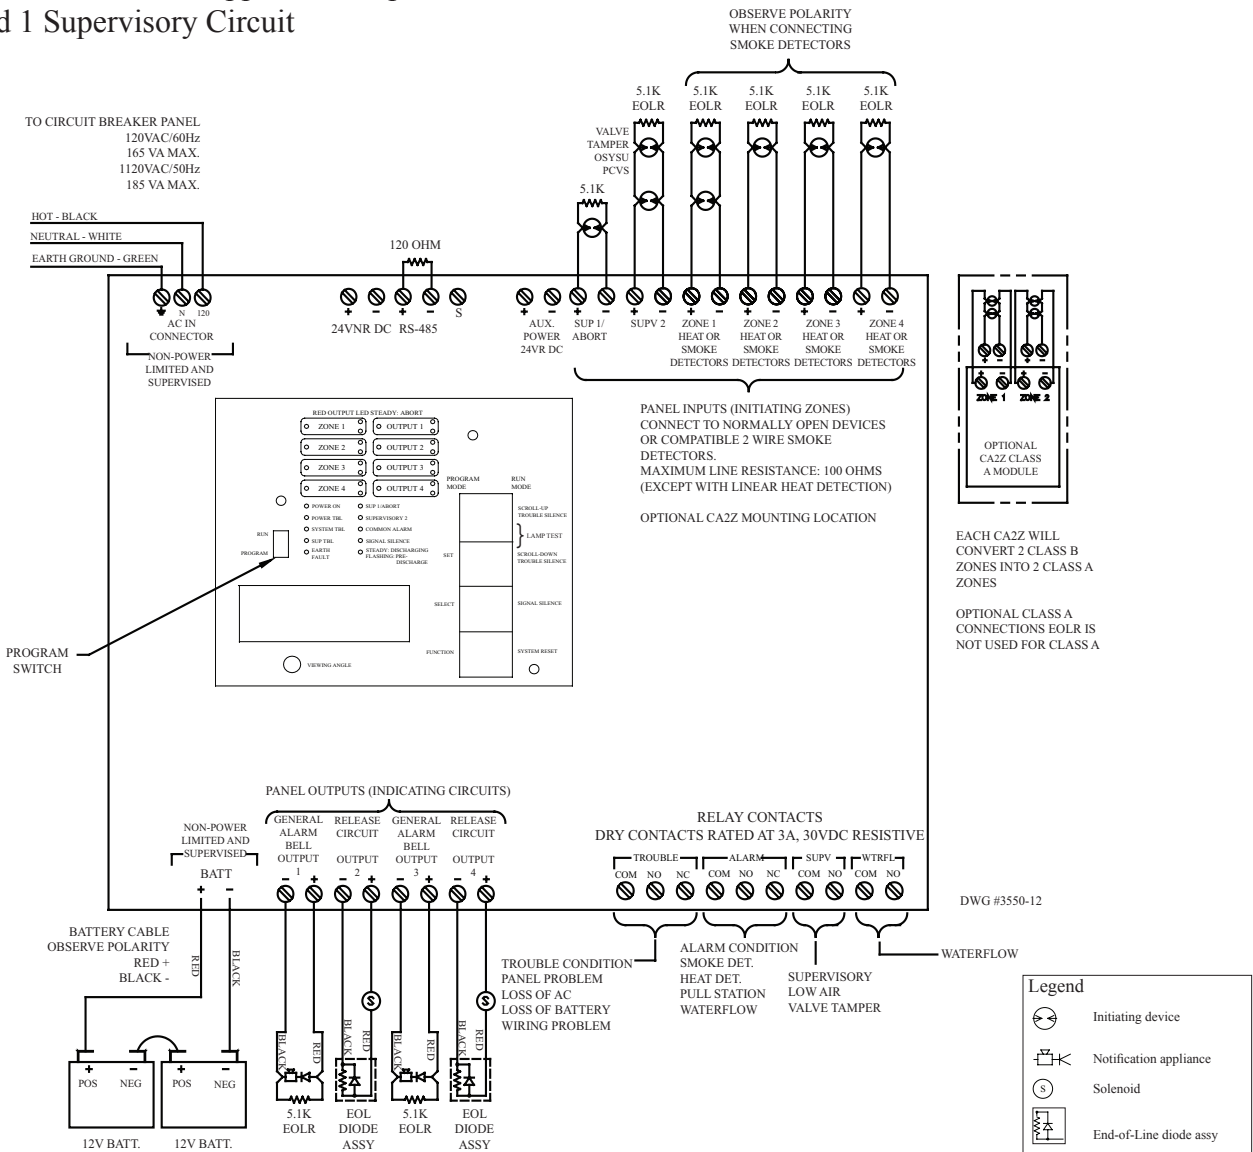 d 1 Supervisory Circuit
OBSERVE POLARITY
WHEN CONNECTING
SMOKE DETECTORS
5.1K
EOLR
5.1K
EOLR
5.1K
EOLR
5.1K
EOLR
5.1K
EOLR
TO CIRCUIT BREAKER PANEL
120VAC/60Hz
165 VA MAX.
1120VAC/50Hz
185 VA MAX.
VALVE
TAMPER
OSYSU
PCVS
5.1K
HOT - BLACK
NEUTRAL - WHITE
EARTH GROUND - GREEN
120 OHM
N 120
AC IN
CONNECTOR
NON-POWER
LIMITED AND
SUPERVISED
+ - + - S
24VNR DC RS-485
+ - + - + - + - + - + - + -
AUX.
POWER
24VR DC
SUP 1/
ABORT
SUPV 2
ZONE 1
HEAT OR
SMOKE
DETECTORS
ZONE 2
HEAT OR
SMOKE
DETECTORS
ZONE 3
HEAT OR
SMOKE
DETECTORS
ZONE 4
HEAT OR
SMOKE
DETECTORS
PANEL INPUTS (INITIATING ZONES)
CONNECT TO NORMALLY OPEN DEVICES
OR COMPATIBLE 2 WIRE SMOKE
DETECTORS.
MAXIMUM LINE RESISTANCE: 100 OHMS
(EXCEPT WITH LINEAR HEAT DETECTION)
OPTIONAL CA2Z MOUNTING LOCATION
+ - + -
+ - + -
ZONE 1 ZONE 2
OPTIONAL
CA2Z CLASS
A MODULE
EACH CA2Z WILL
CONVERT 2 CLASS B
ZONES INTO 2 CLASS A
ZONES
OPTIONAL CLASS A
CONNECTIONS EOLR IS
NOT USED FOR CLASS A
RED OUTPUT LED STEADY: ABORT
ZONE 1 OUTPUT 1
ZONE 2 OUTPUT 2
ZONE 3 OUTPUT 3
ZONE 4 OUTPUT 4
POWER ON SUP 1/ABORT
POWER TBL SUPERVISORY 2
SYSTEM TBL COMMON ALARM
SUP TBL SIGNAL SILENCE
EARTH
FAULT
STEADY: DISCHARGING
FLASHING: PRE-
DISCHARGE
RUN
PROGRAM
PROGRAM
MODE
RUN
MODE
SCROLL-UP
TROUBLE SILENCE
LAMP TEST
SET
SCROLL-DOWN
TROUBLE SILENCE
SELECT
SIGNAL SILENCE
FUNCTION
SYSTEM RESET
VIEWING ANGLE
PROGRAM
SWITCH
PANEL OUTPUTS (INDICATING CIRCUITS)
NON-POWER
LIMITED AND
SUPERVISED
BATT
+ -
GENERAL
ALARM
BELL
OUTPUT
1
- +
RELEASE
CIRCUIT
OUTPUT
2
- +
GENERAL
ALARM
BELL
OUTPUT
3
- +
RELEASE
CIRCUIT
OUTPUT
4
- +
RELAY CONTACTS
DRY CONTACTS RATED AT 3A, 30VDC RESISTIVE
TROUBLE ALARM SUPV WTRFL
COM NO NC COM NO NC COM NO COM NO
DWG #3550-12
BATTERY CABLE
OBSERVE POLARITY
RED +
BLACK -
RED
BLACK
TROUBLE CONDITION
PANEL PROBLEM
LOSS OF AC
LOSS OF BATTERY
WIRING PROBLEM
ALARM CONDITION
SMOKE DET.
HEAT DET.
PULL STATION
WATERFLOW
SUPERVISORY
LOW AIR
VALVE TAMPER
WATERFLOW
S
S
BLACK
RED
BLACK
RED
BLACK
RED
BLACK
RED
+ - + -
POS NEG POS NEG
12V BATT. 12V BATT.
5.1K
EOLR
EOL
DIODE
ASSY
5.1K
EOLR
EOL
DIODE
ASSY
Legend
Initiating device
Notification appliance
S Solenoid
End-of-Line diode assy